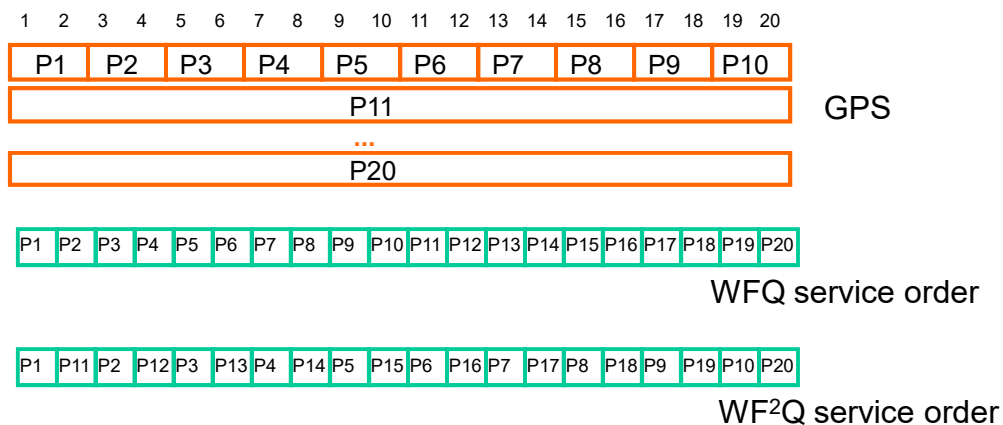 1 2 3 4 5 6 7 8 9 10 11 12 13 14 15 16 17 18 19 20
P1 P2 P3 P4 P5 P6 P7 P8 P9 P10
P11 GPS
...
P20
P1 P2 P3 P4 P5 P6 P7 P8 P9 P10 P11 P12 P13 P14 P15 P16 P17 P18 P19 P20
WFQ service order
P1 P11 P2 P12 P3 P13 P4 P14 P5 P15 P6 P16 P7 P17 P8 P18 P9 P19 P10 P20
WF²Q service order